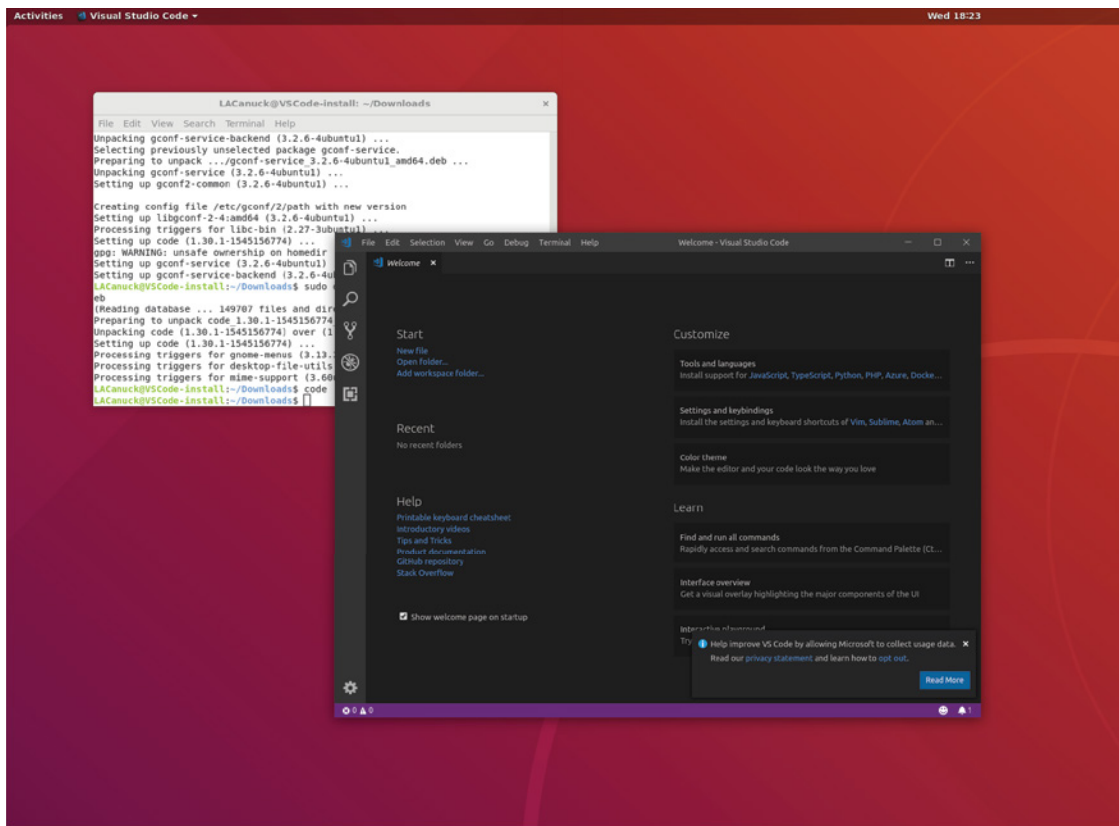 Activities Visual Studio Code
Wed 18:23
LACanuck@VSCode-install: ~/Downloads
File Edit View Search Terminal Help
Unpacking gconf-service-backend (3.2.6-4ubuntu1) ...
Selecting previously unselected package gconf-service.
Preparing to unpack .../gconf-service_3.2.6-4ubuntu1_amd64.deb ...
Unpacking gconf-service (3.2.6-4ubuntu1) ...
Setting up gconf2-common (3.2.6-4ubuntu1) ...
Creating config file /etc/gconf/2/path with new version
Setting up libgconf-2-4:amd64 (3.2.6-4ubuntu1) ...
Processing triggers for libc-bin (2.27-3ubuntu1) ...
Setting up code (1.30.1-1545156774) ...
gpg: WARNING: unsafe ownership on homedir
Setting up gconf-service (3.2.6-4ubuntu1)
Setting up gconf-service-backend (3.2.6-4u
LACanuck@VSCode-install:~/Downloads$ sudo
eb
(Reading database ... 149707 files and dir
Preparing to unpack code_1.30.1-1545156774
Unpacking code (1.30.1-1545156774) over (1
Setting up code (1.30.1-1545156774) ...
Processing triggers for gnome-menus (3.13.
Processing triggers for desktop-file-utils
Processing triggers for mime-support (3.60
LACanuck@VSCode-install:~/Downloads$ code
LACanuck@VSCode-install:~/Downloads$
File Edit Selection View Go Debug Terminal Help
Welcome - Visual Studio Code
Welcome
Start
New file
Open folder...
Add workspace folder...
Recent
No recent folders
Help
Printable keyboard cheatsheet
Introductory videos
Tips and Tricks
Product documentation
GitHub repository
Stack Overflow
Show welcome page on startup
Customize
Tools and languages
Install support for JavaScript, TypeScript, Python, PHP, Azure, Docke...
Settings and keybindings
Install the settings and keyboard shortcuts of Vim, Sublime, Atom an...
Color theme
Make the editor and your code look the way you love
Learn
Find and run all commands
Rapidly access and search commands from the Command Palette (Ct...
Interface overview
Get a visual overlay highlighting the major components of the UI
Interactive playground
Try
Help improve VS Code by allowing Microsoft to collect usage data.
Read our privacy statement and learn how to opt out.
Read More
0 0
1